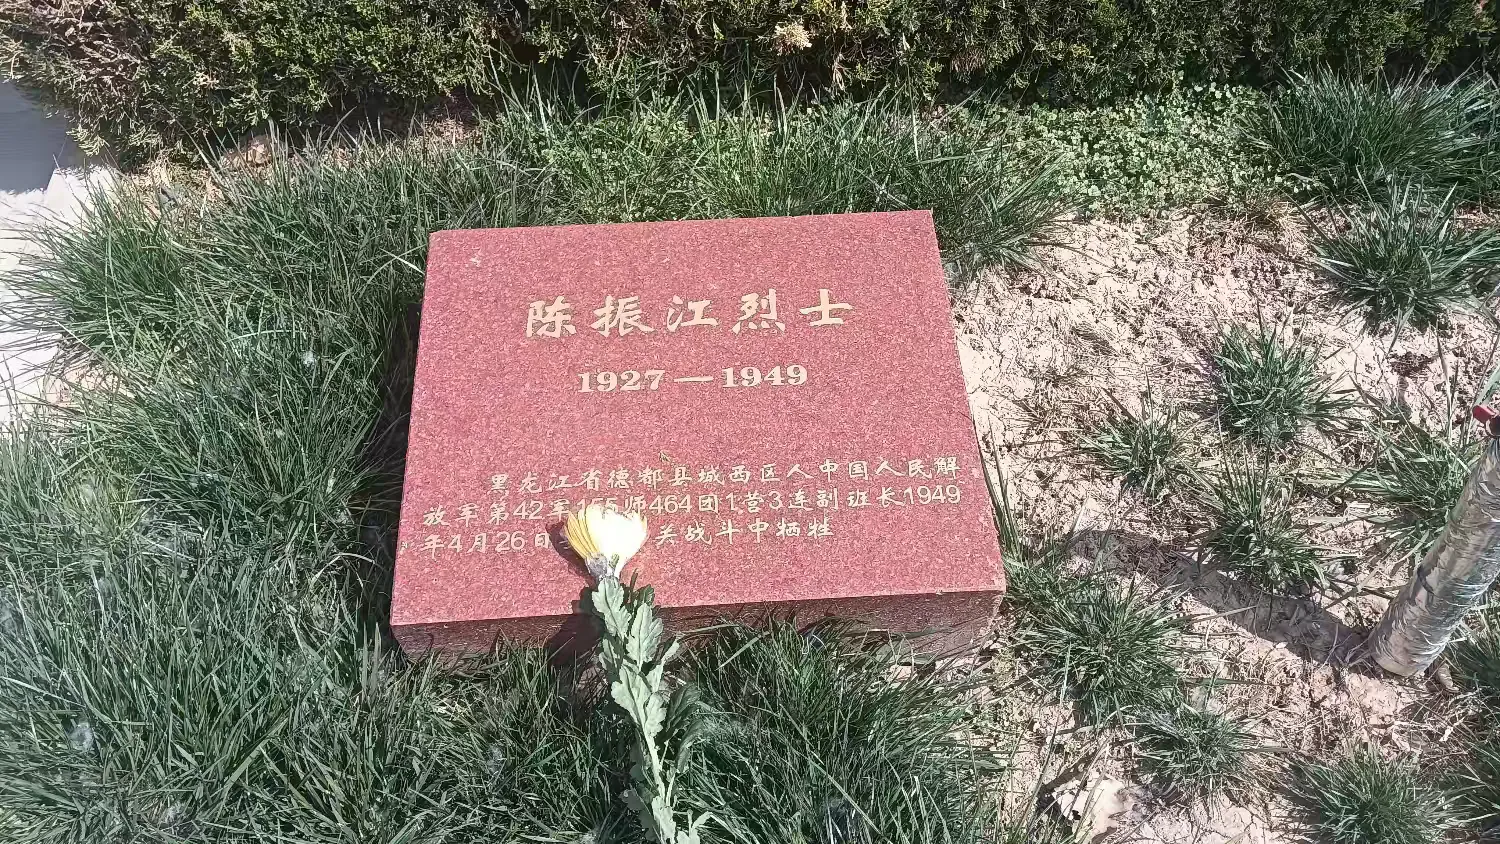 陈振江烈士
1927—1949
黑龙江省德都县城西区人中国人民解
放军第42军155师464团1营3连副班长1949
年4月26日 关战斗中牺牲